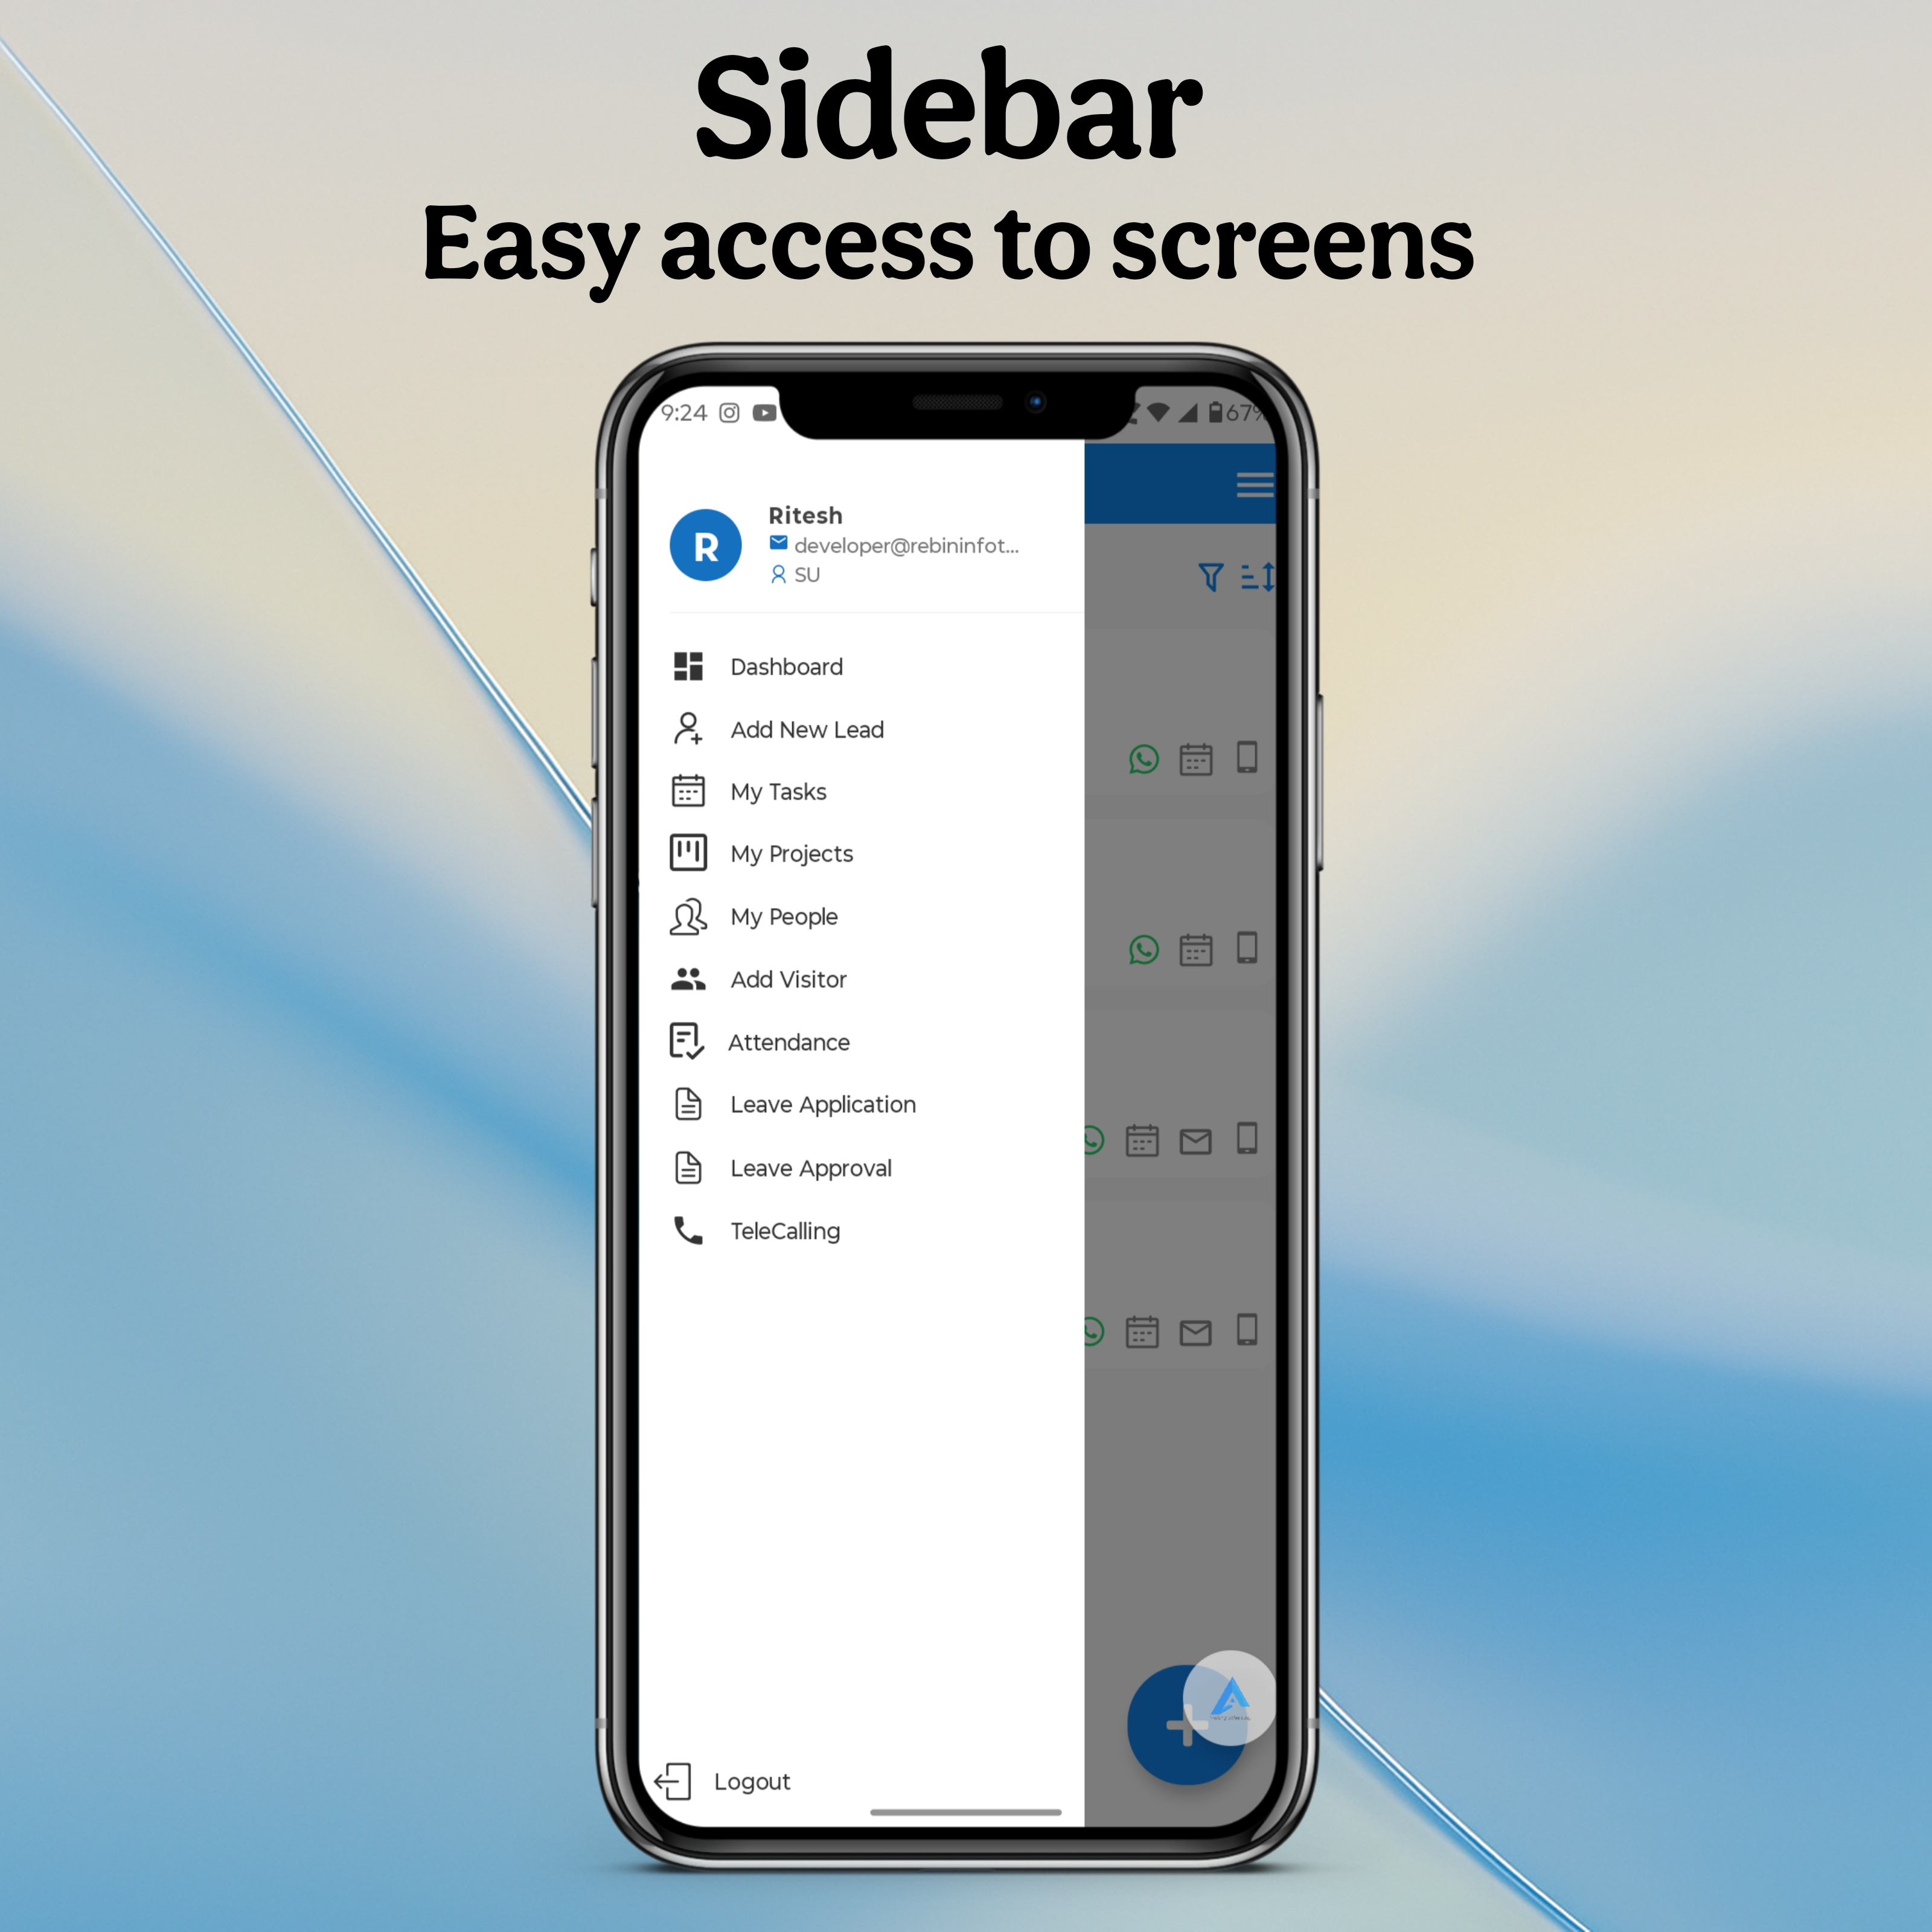 Sidebar
Easy access to screens
9:24
67%
Ritesh
developer@rebininfot...
SU
R
Dashboard
Add New Lead
My Tasks
My Projects
My People
Add Visitor
Attendance
Leave Application
Leave Approval
TeleCalling
Logout